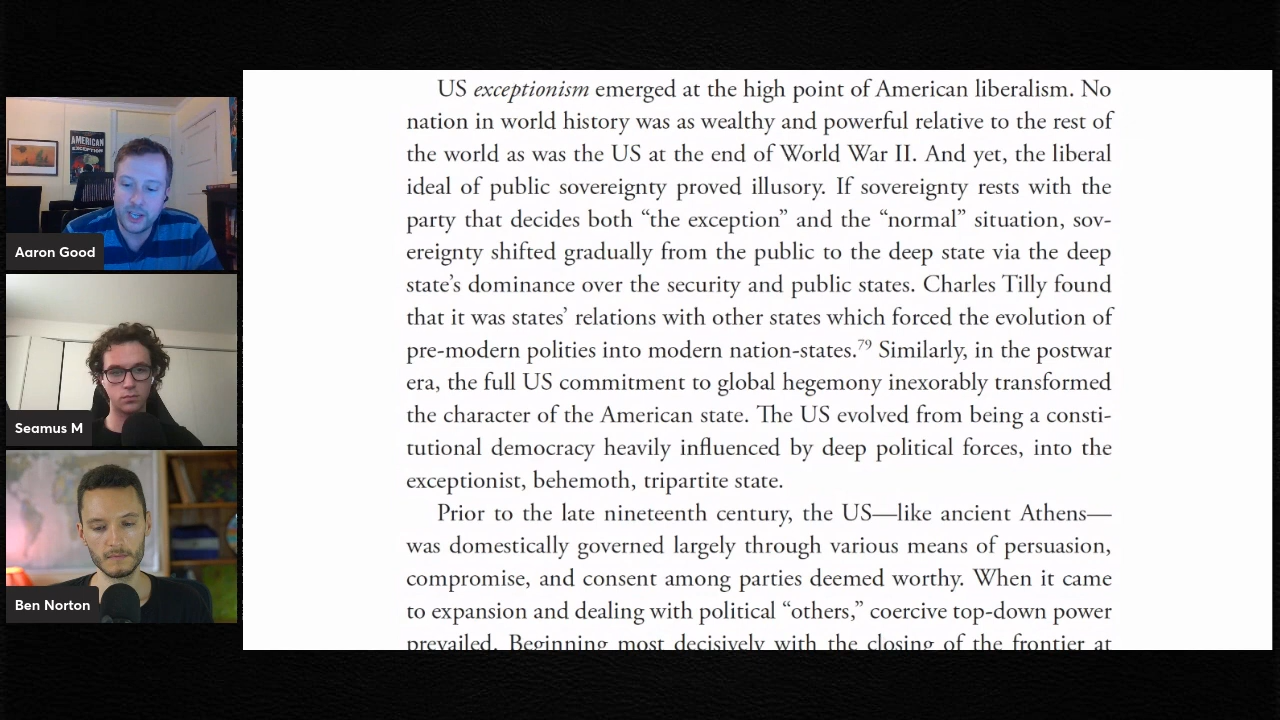 AMERICAN
EXCEPTION
Aaron Good
Seamus M
Ben Norton
US exceptionism emerged at the high point of American liberalism. No
nation in world history was as wealthy and powerful relative to the rest of
the world as was the US at the end of World War II. And yet, the liberal
ideal of public sovereignty proved illusory. If sovereignty rests with the
party that decides both “the exception” and the “normal” situation, sov-
ereignty shifted gradually from the public to the deep state via the deep
state’s dominance over the security and public states. Charles Tilly found
that it was states’ relations with other states which forced the evolution of
pre-modern polities into modern nation-states.79 Similarly, in the postwar
era, the full US commitment to global hegemony inexorably transformed
the character of the American state. The US evolved from being a consti-
tutional democracy heavily influenced by deep political forces, into the
exceptionist, behemoth, tripartite state.
Prior to the late nineteenth century, the US—like ancient Athens—
was domestically governed largely through various means of persuasion,
compromise, and consent among parties deemed worthy. When it came
to expansion and dealing with political “others,” coercive top-down power
prevailed. Beginning most decisively with the closing of the frontier at